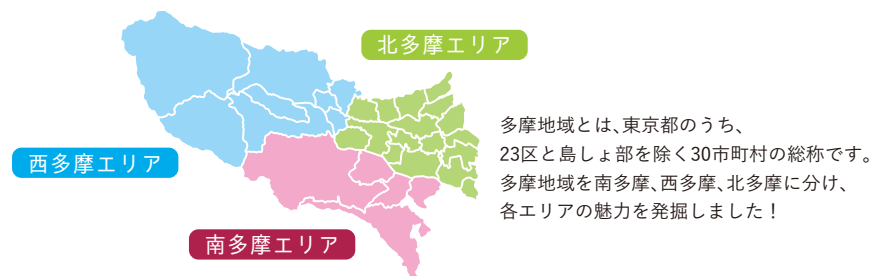 北多摩エリア
西多摩エリア
南多摩エリア
多摩地域とは、東京都のうち、
23区と島しょ部を除く30市町村の総称です。
多摩地域を南多摩、西多摩、北多摩に分け、
各エリアの魅力を発掘しました！